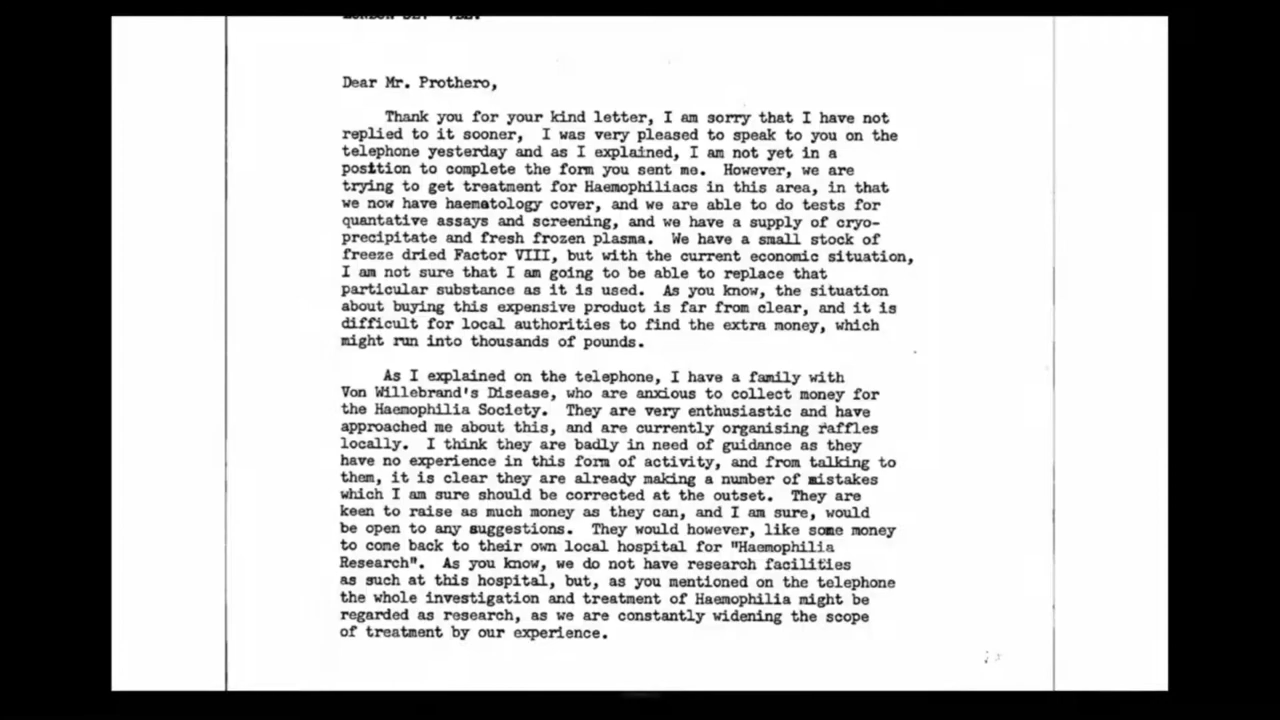 Dear Mr. Prothero,
Thank you for your kind letter, I am sorry that I have not
replied to it sooner, I was very pleased to speak to you on the
telephone yesterday and as I explained, I am not yet in a
position to complete the form you sent me. However, we are
trying to get treatment for Haemophiliacs in this area, in that
we now have haematology cover, and we are able to do tests for
quantative assays and screening, and we have a supply of cryo-
precipitate and fresh frozen plasma. We have a small stock of
freeze dried Factor VIII, but with the current economic situation,
I am not sure that I am going to be able to replace that
particular substance as it is used. As you know, the situation
about buying this expensive product is far from clear, and it is
difficult for local authorities to find the extra money, which
might run into thousands of pounds.
As I explained on the telephone, I have a family with
Von Willebrand's Disease, who are anxious to collect money for
the Haemophilia Society. They are very enthusiastic and have
approached me about this, and are currently organising raffles
locally. I think they are badly in need of guidance as they
have no experience in this form of activity, and from talking to
them, it is clear they are already making a number of mistakes
which I am sure should be corrected at the outset. They are
keen to raise as much money as they can, and I am sure, would
be open to any suggestions. They would however, like some money
to come back to their own local hospital for "Haemophilia
Research". As you know, we do not have research facilities
as such at this hospital, but, as you mentioned on the telephone
the whole investigation and treatment of Haemophilia might be
regarded as research, as we are constantly widening the scope
of treatment by our experience.